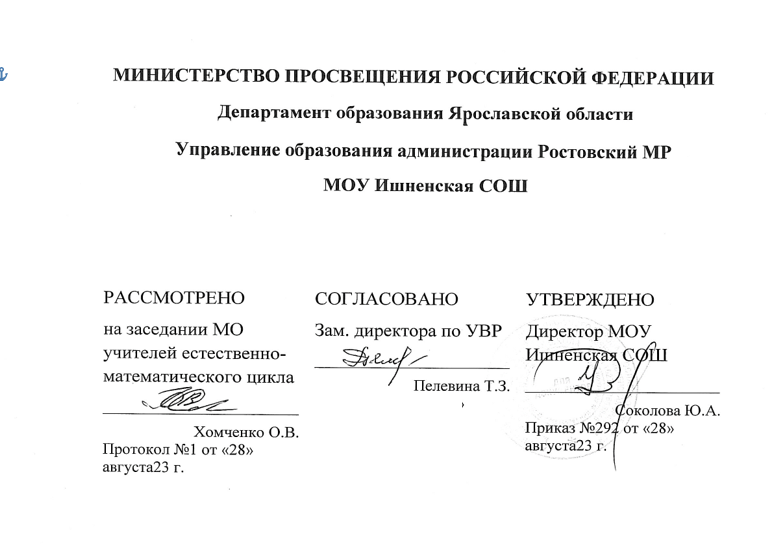 МИНИСТЕРСТВО ПРОСВЕЩЕНИЯ РОССИЙСКОЙ ФЕДЕРАЦИИ
Департамент образования Ярославской области
Управление образования администрации Ростовский МР
МОУ Ишненская СОШ
РАССМОТРЕНО
на заседании МО
учителей естественно-
математического цикла
Хомченко О.В.
Протокол №1 от «28»
августа23 г.
СОГЛАСОВАНО
Зам. директора по УВР
Пелевина Т.З.
УТВЕРЖДЕНО
Директор МОУ
Ишненская СОШ
Соколова Ю.А.
Приказ №292 от «28»
августа23 г.